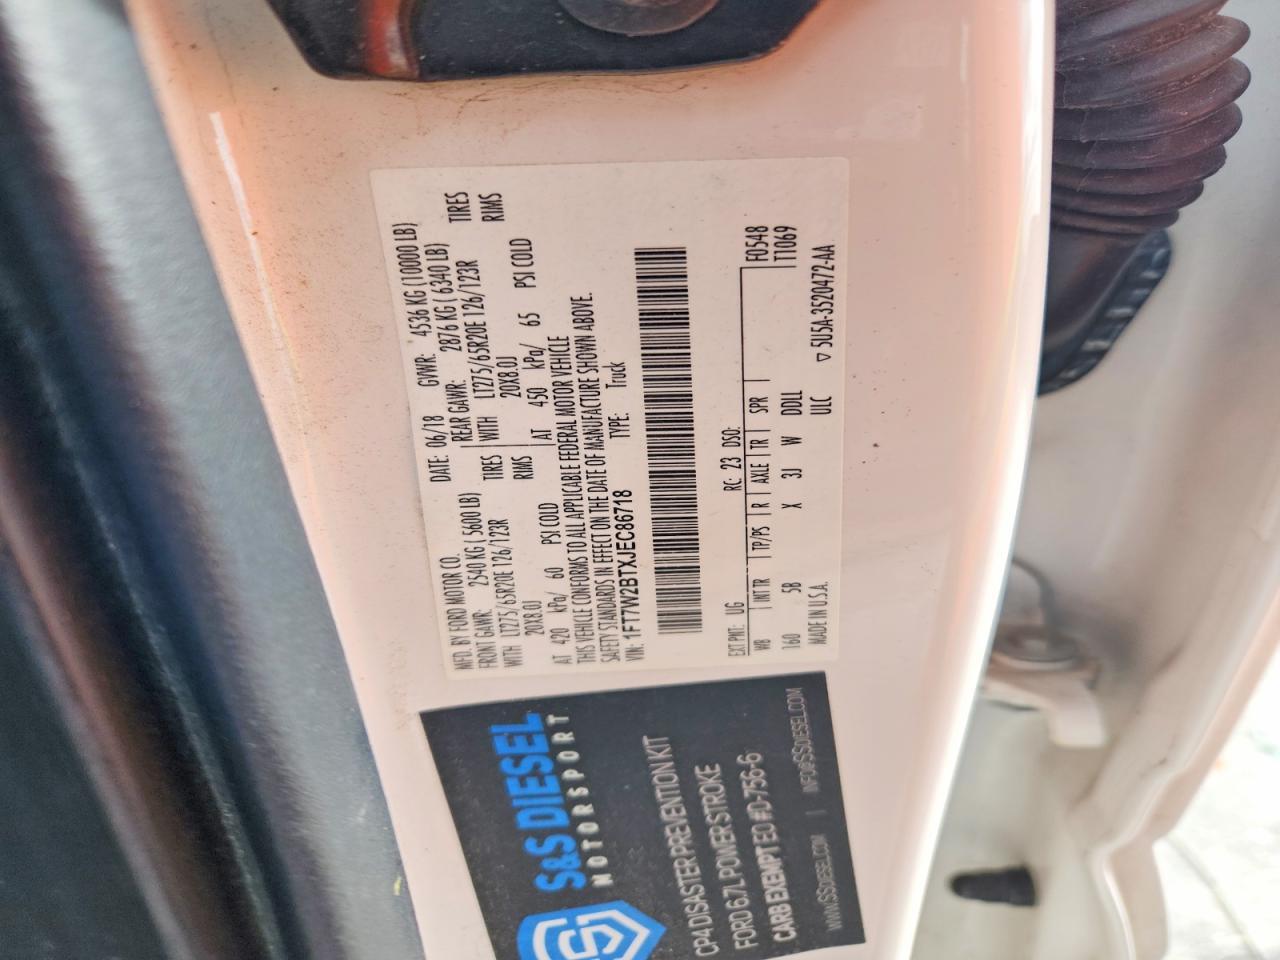 MFD. BY FORD MOTOR CO.
DATE: 06/18 GVWR: 4536 KG (10000 LB)
FRONT GAWR: 2540 KG ( 5600 LB) REAR GAWR: 2876 KG ( 6340 LB)
WITH LT275/65R20E 126/123R TIRES WITH LT275/65R20E 126/123R TIRES
20X8.0J RIMS 20X8.0J RIMS
AT 420 kPa/ 60 PSI COLD AT 450 kPa/ 65 PSI COLD
THIS VEHICLE CONFORMS TO ALL APPLICABLE FEDERAL MOTOR VEHICLE
SAFETY STANDARDS IN EFFECT ON THE DATE OF MANUFACTURE SHOWN ABOVE.
VIN: 1FT7W2BTXJEC86718 TYPE: Truck
EXT PNT: UG RC: 23 DSO: F0548
WB INT TR TP/PS R AXLE TR SPR T1069
160 5B X 3J W DDLL
MADE IN U.S.A. ULC ▽ 5U5A-3520472-AA
S&S DIESEL
MOTORSPORT
CP4 DISASTER PREVENTION KIT
FORD 6.7L POWERSTROKE
CARB EXEMPT EO #D-756-6
WWW.SSDIESEL.COM | INFO@SSDIESEL.COM